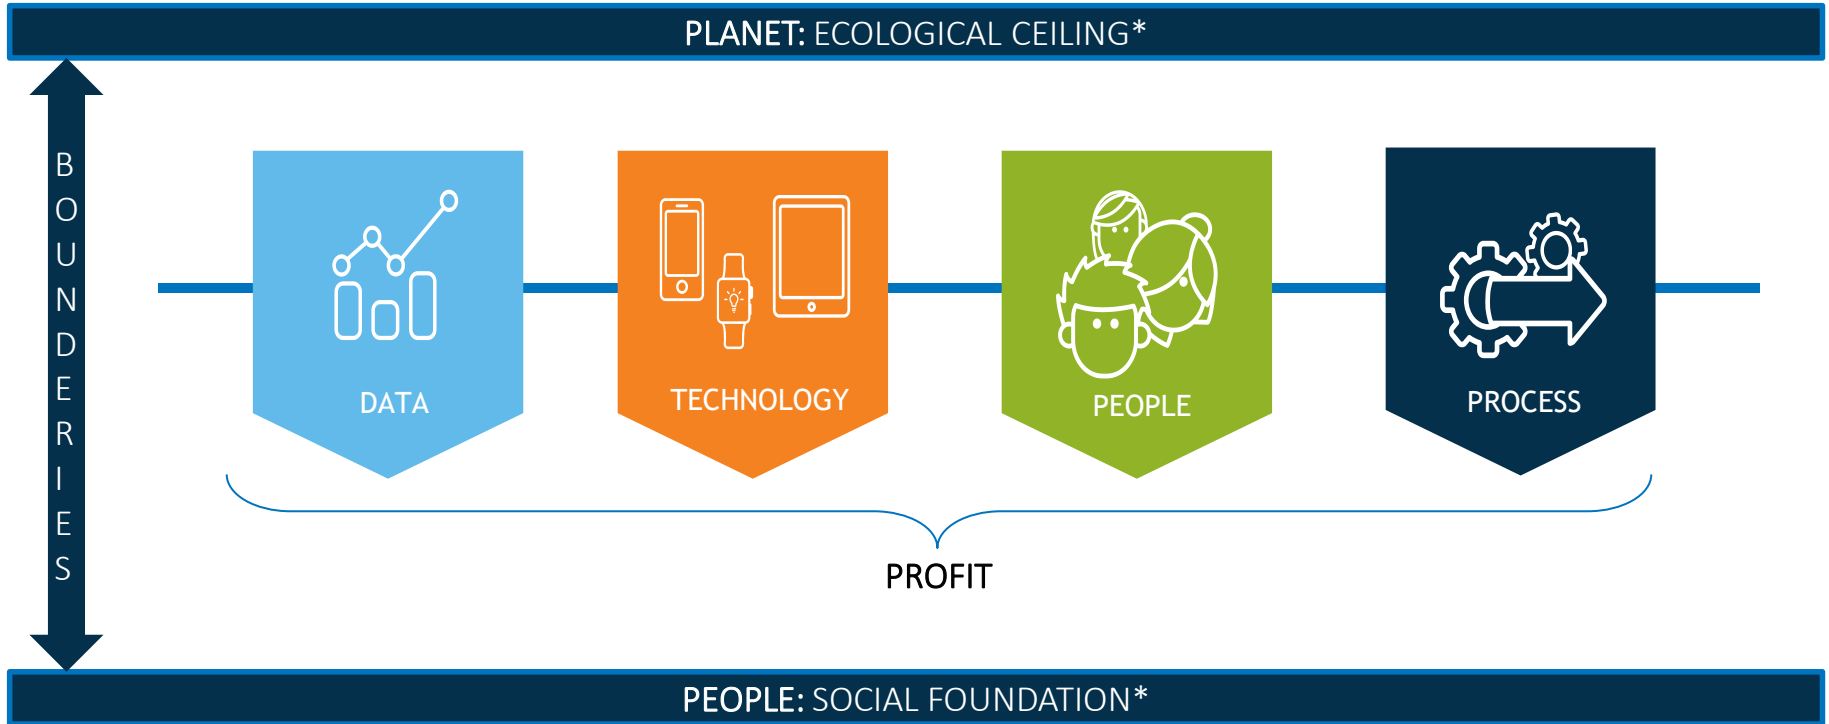 PLANET: ECOLOGICAL CEILING*
BOUNDERIES
DATA
TECHNOLOGY
PEOPLE
PROCESS
PROFIT
PEOPLE: SOCIAL FOUNDATION*